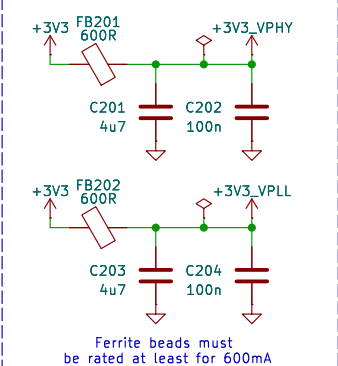 FB201
+3V3 600R +3V3_VPHY
C201 C202
4u7 100n
FB202
+3V3 600R +3V3_VPLL
C203 C204
4u7 100n
Ferrite beads must
be rated at least for 600mA